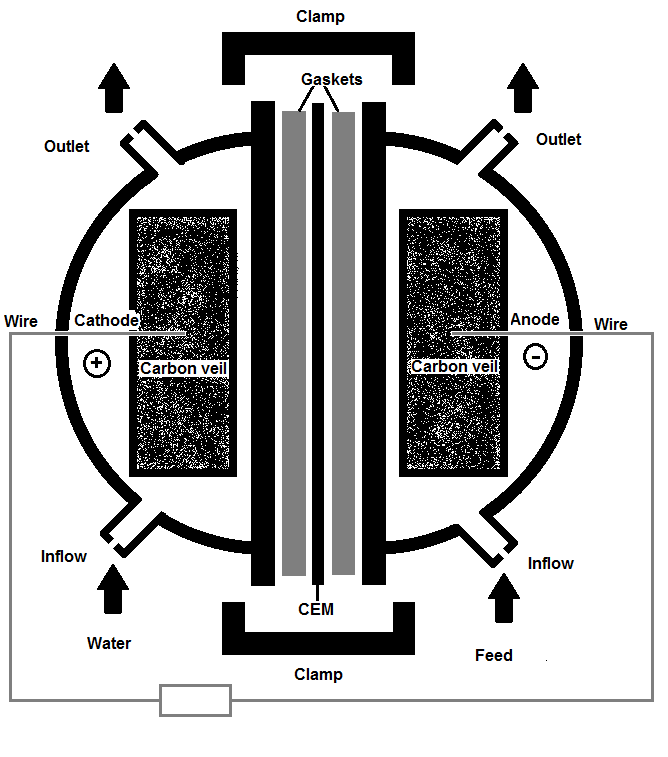 Clamp
Gaskets
Outlet
Outlet
Wire
Cathode
Anode
Wire
+
-
Carbon veil
Carbon veil
Inflow
Inflow
CEM
Water
Feed
Clamp